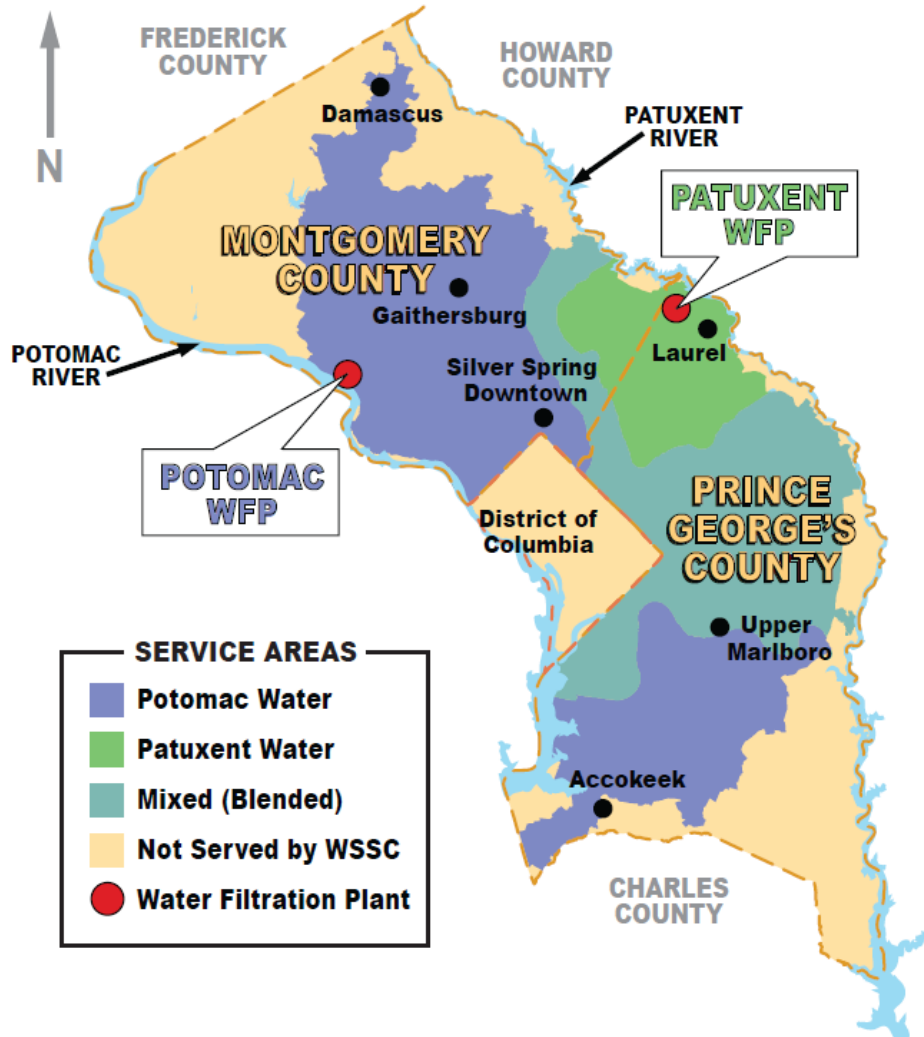 FREDERICK
COUNTY
HOWARD
COUNTY
N
Damascus
PATUXENT
RIVER
PATUXENT
WFP
MONTGOMERY
COUNTY
Gaithersburg
Laurel
POTOMAC
RIVER
Silver Spring
Downtown
POTOMAC
WFP
PRINCE
GEORGE'S
COUNTY
District of
Columbia
Upper
Marlboro
SERVICE AREAS
Potomac Water
Patuxent Water
Mixed (Blended)
Not Served by WSSC
Water Filtration Plant
Accokeek
CHARLES
COUNTY